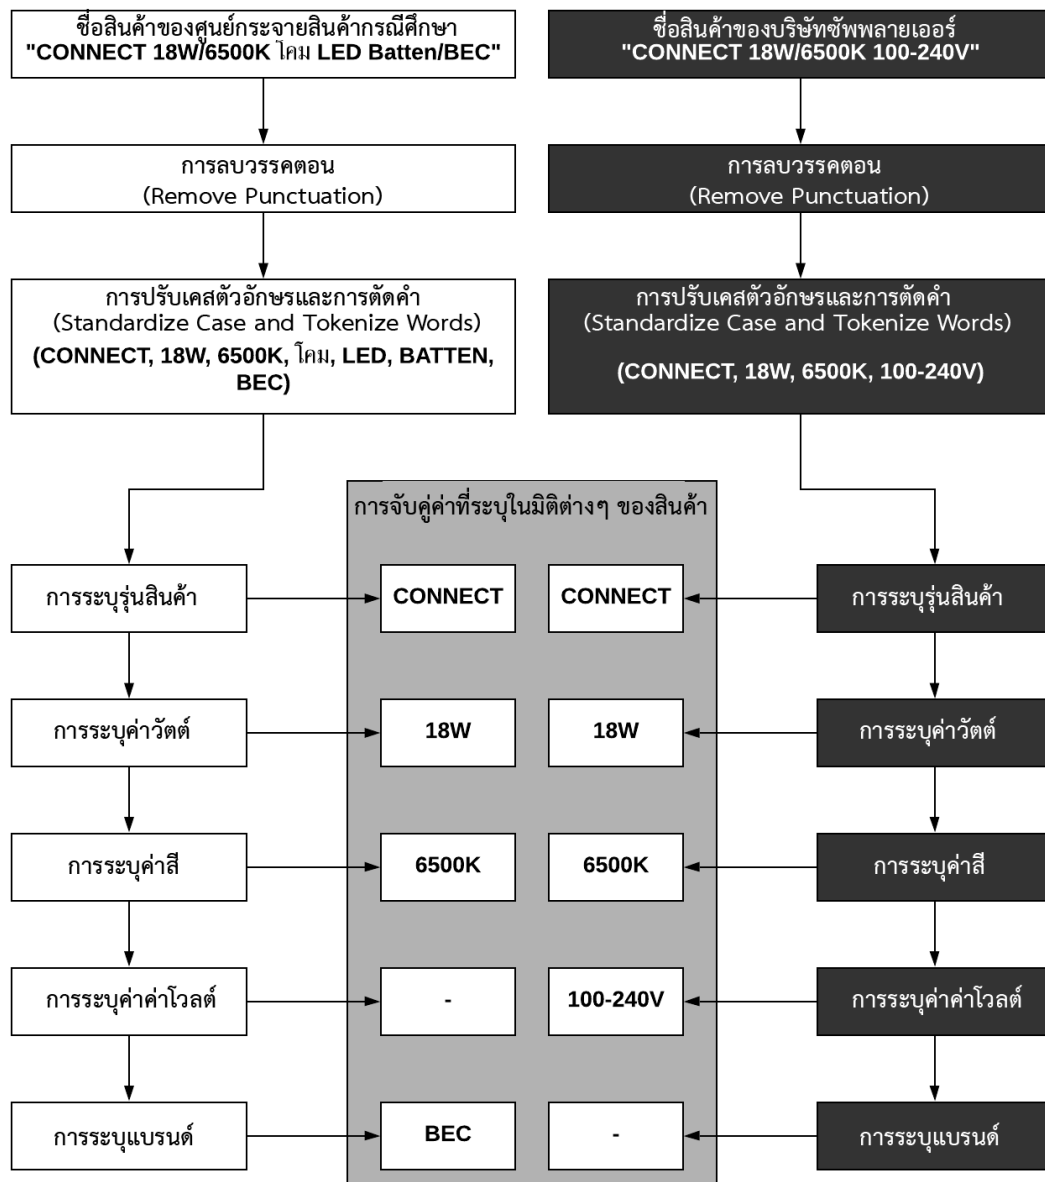 ชื่อสินค้าของศูนย์กระจายสินค้ากรณีศึกษา
"CONNECT 18W/6500K โคม LED Batten/BEC"
ชื่อสินค้าของบริษัทซัพพลายเออร์
"CONNECT 18W/6500K 100-240V"
การลบวรรคตอน
(Remove Punctuation)
การลบวรรคตอน
(Remove Punctuation)
การปรับเคสตัวอักษรและการตัดคำ
(Standardize Case and Tokenize Words)
(CONNECT, 18W, 6500K, โคม, LED, BATTEN,
BEC)
การปรับเคสตัวอักษรและการตัดคำ
(Standardize Case and Tokenize Words)
(CONNECT, 18W, 6500K, 100-240V)
การจับคู่ค่าที่ระบุในมิติต่างๆ ของสินค้า
การระบุรุ่นสินค้า
CONNECT
CONNECT
การระบุรุ่นสินค้า
การระบุค่าวัตต์
18W
18W
การระบุค่าวัตต์
การระบุค่าสี
6500K
6500K
การระบุค่าสี
การระบุค่าค่าโวลต์
-
100-240V
การระบุค่าค่าโวลต์
การระบุแบรนด์
BEC
-
การระบุแบรนด์